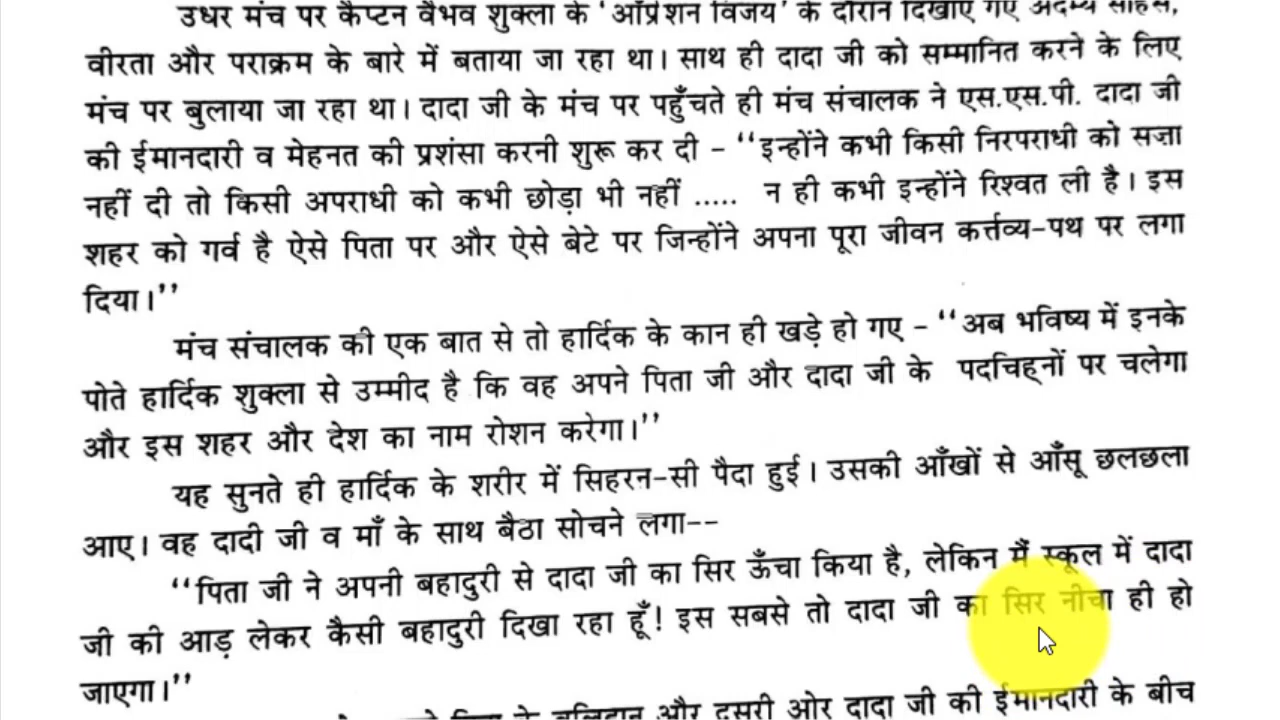 उधर मंच पर कैप्टन वैभव शुक्ला के 'ऑप्रेशन विजय' के दौरान दिखाए गए अदम्य साहस,
वीरता और पराक्रम के बारे में बताया जा रहा था। साथ ही दादा जी को सम्मानित करने के लिए
मंच पर बुलाया जा रहा था। दादा जी के मंच पर पहुँचते ही मंच संचालक ने एस.एस.पी. दादा जी
की ईमानदारी व मेहनत की प्रशंसा करनी शुरू कर दी – ‘‘इन्होंने कभी किसी निरपराधी को सज़ा
नहीं दी तो किसी अपराधी को कभी छोड़ा भी नहीं ..... न ही कभी इन्होंने रिश्वत ली है। इस
शहर को गर्व है ऐसे पिता पर और ऐसे बेटे पर जिन्होंने अपना पूरा जीवन कर्त्तव्य-पथ पर लगा
दिया।’’
मंच संचालक की एक बात से तो हार्दिक के कान ही खड़े हो गए – ‘‘अब भविष्य में इनके
पोते हार्दिक शुक्ला से उम्मीद है कि वह अपने पिता जी और दादा जी के पदचिह्नों पर चलेगा
और इस शहर और देश का नाम रोशन करेगा।’’
यह सुनते ही हार्दिक के शरीर में सिहरन-सी पैदा हुई। उसकी आँखों से आँसू छलछला
आए। वह दादी जी व माँ के साथ बैठा सोचने लगा--
‘‘पिता जी ने अपनी बहादुरी से दादा जी का सिर ऊँचा किया है, लेकिन मैं स्कूल में दादा
जी की आड़ लेकर कैसी बहादुरी दिखा रहा हूँ! इस सबसे तो दादा जी का सिर नीचा ही हो
जाएगा।’’
के बलिदान और दूसरी ओर दादा जी की ईमानदारी के बीच